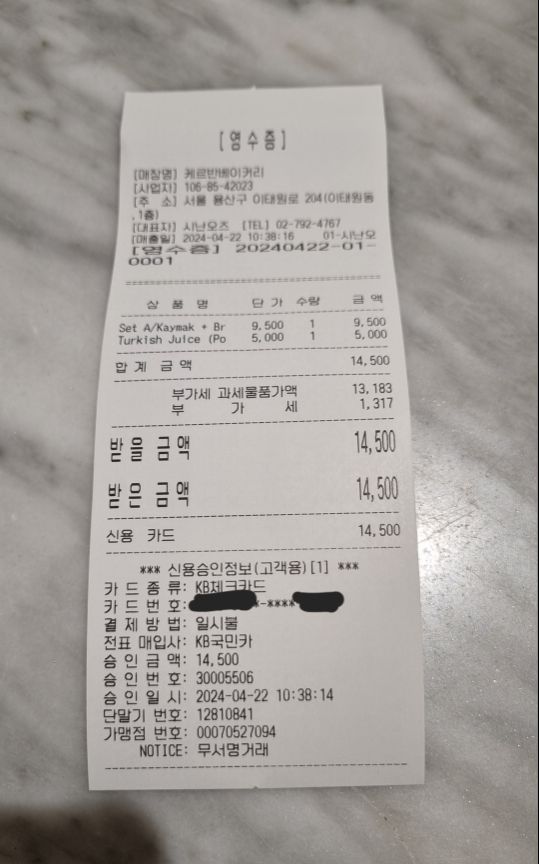 [영수증]
[매장명] 케르반베이커리
[사업자] 106-85-42023
[주 소] 서울 용산구 이태원로 204(이태원동
,1층)
[대표자] 시난오즈 [TEL] 02-792-4767
[매출일] 2024-04-22 10:38:16 01-시난오
[영수증] 20240422-01-
0001
상 품 명 단 가 수량 금 액
Set A/Kaymak + Br 9,500 1 9,500
Turkish Juice (Po 5,000 1 5,000
합 계 금 액 14,500
부가세 과세물품가액 13,183
부 가 세 1,317
받을 금액 14,500
받은 금액 14,500
신용 카드 14,500
*** 신용승인정보(고객용)[1] ***
카 드 종 류: KB체크카드
카 드 번 호: *-****
결 제 방 법: 일시불
전표 매입사: KB국민카
승 인 금 액: 14,500
승 인 번 호: 30005506
승 인 일 시: 2024-04-22 10:38:14
단말기 번호: 12810841
가맹점 번호: 00070527094
NOTICE: 무서명거래